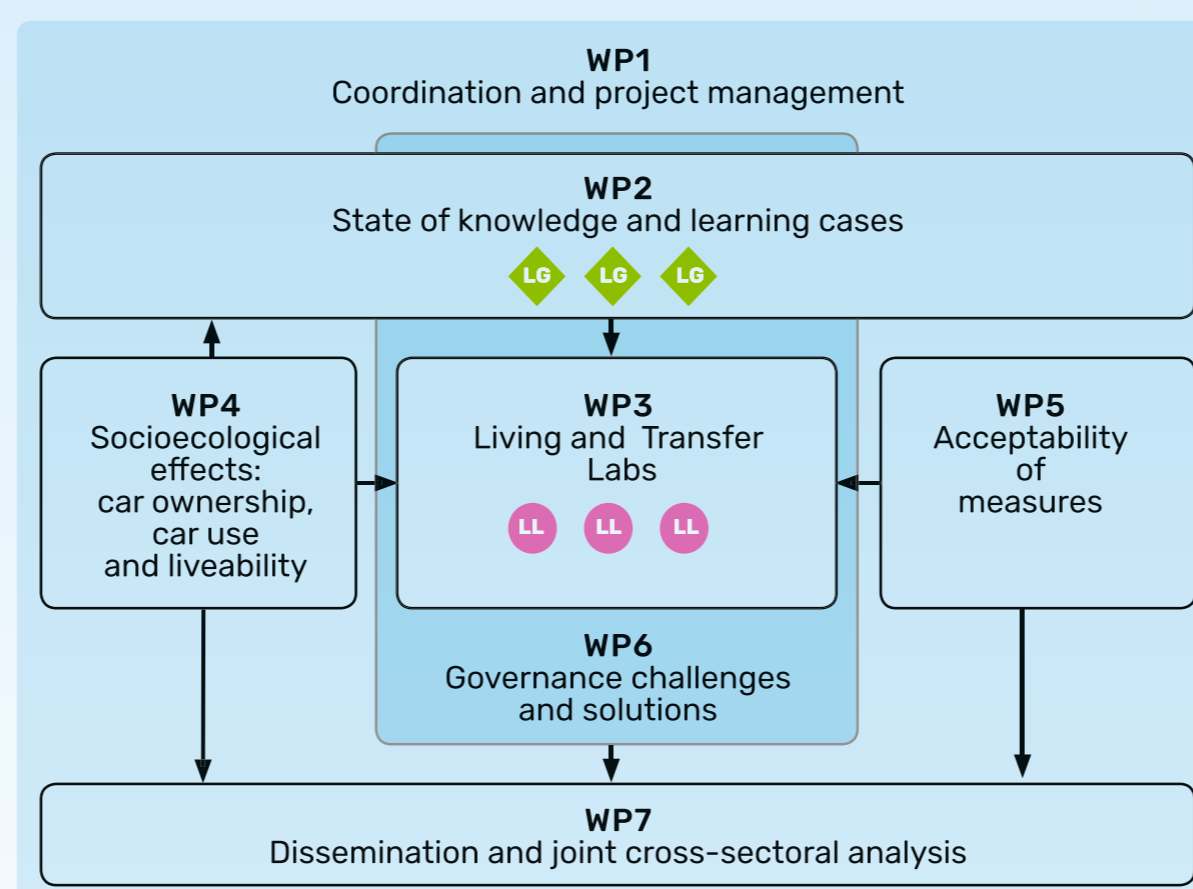 WP1
Coordination and project management
WP2
State of knowledge and learning cases
LG LG LG
WP4
Socioecological
effects:
car ownership,
car use
and liveability
WP3
Living and Transfer
Labs
LL LL LL
WP5
Acceptability
of
measures
WP6
Governance challenges
and solutions
WP7
Dissemination and joint cross-sectoral analysis